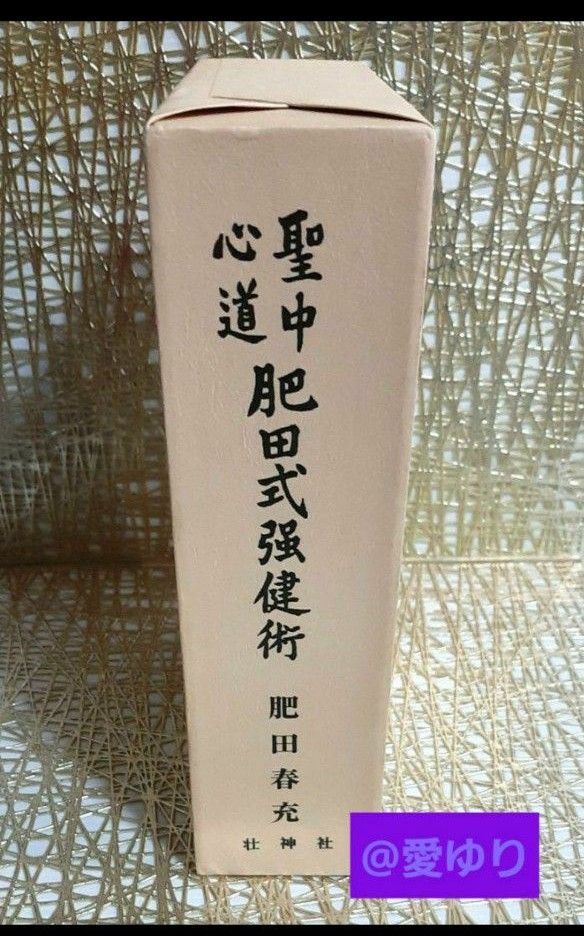 聖中
心道
肥田式强健術
肥田春充
壮神社
@愛ゆり